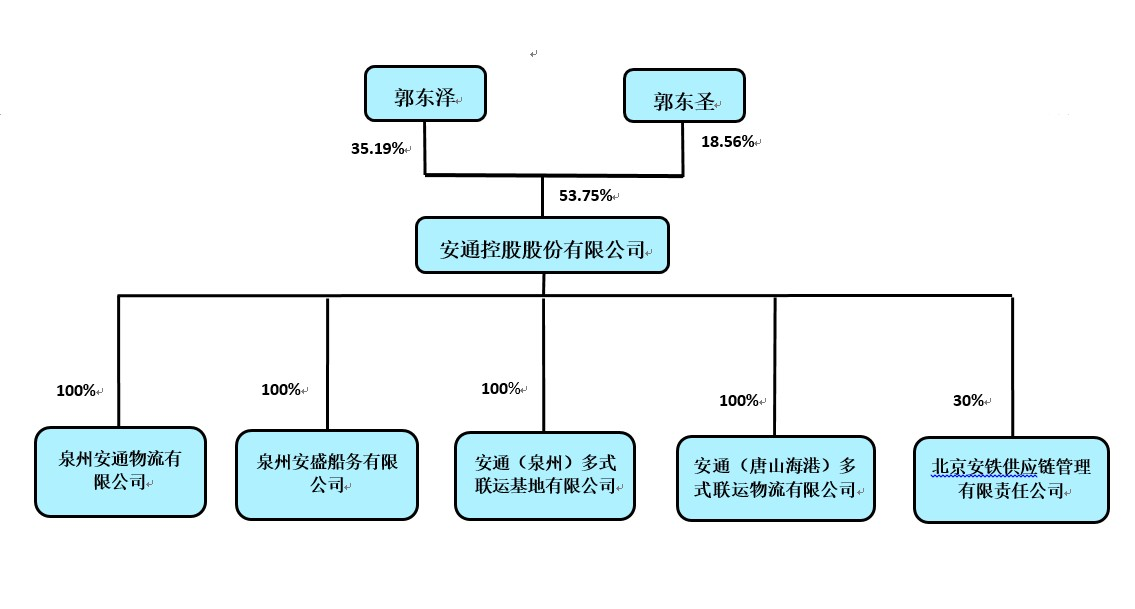 郭东泽
郭东圣
35.19%
18.56%
53.75%
安通控股股份有限公司
100%
100%
100%
100%
30%
泉州安通物流有
限公司
泉州安盛船务有限
公司
安通（泉州）多式
联运基地有限公司
安通（唐山海港）多
式联运物流有限公司
北京安铁供应链管理
有限责任公司